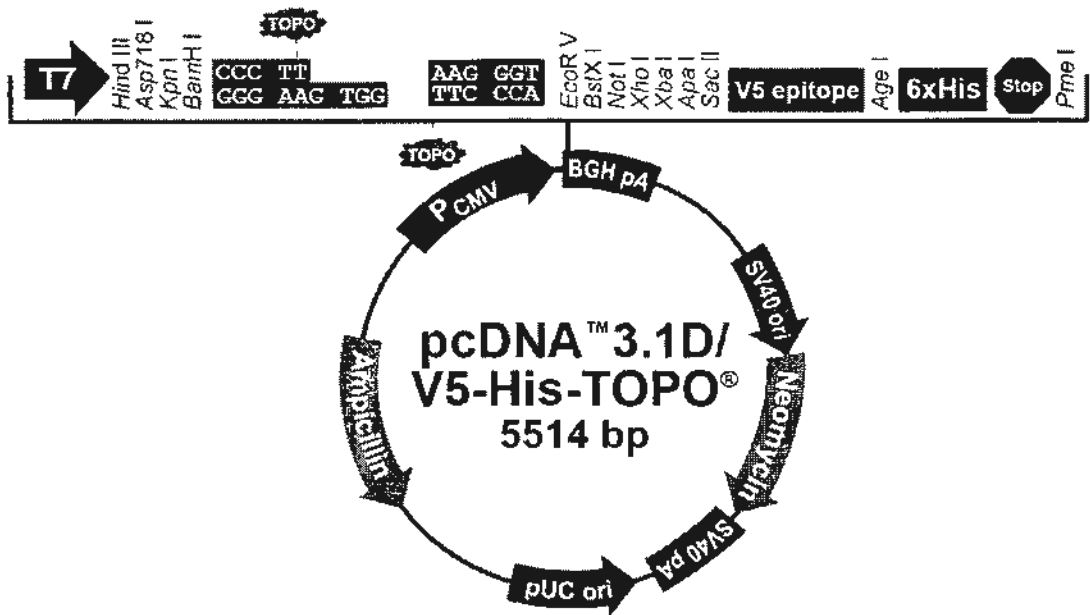 TOPO
T7
Hind III
Asp718 I
Kpn I
BamH I
CCC TT
GGG AAG TGG
AAG GGT
TTC CCA
EcoR V
BstX I
Not I
Xho I
Xba I
Apa I
Sac II
V5 epitope
Age I
6xHis
Stop
Pme I
TOPO
PCMV
BGH pA
SV40 ori
Neomycin
SV40 pA
pUC ori
Ampicillin
pcDNA™3.1D/
V5-His-TOPO®
5514 bp